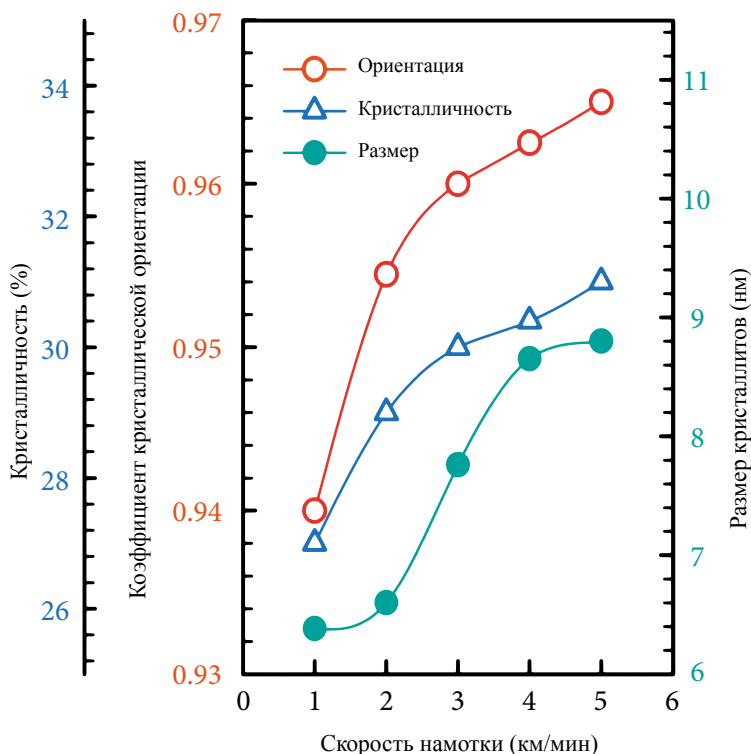 0.97
0.96
0.95
0.94
0.93
34
32
30
28
26
Кристалличность (%)
Коэффициент кристаллической ориентации
Ориентация
Кристалличность
Размер
11
10
9
8
7
6
Размер кристаллитов (нм)
0 1 2 3 4 5 6
Скорость намотки (км/мин)